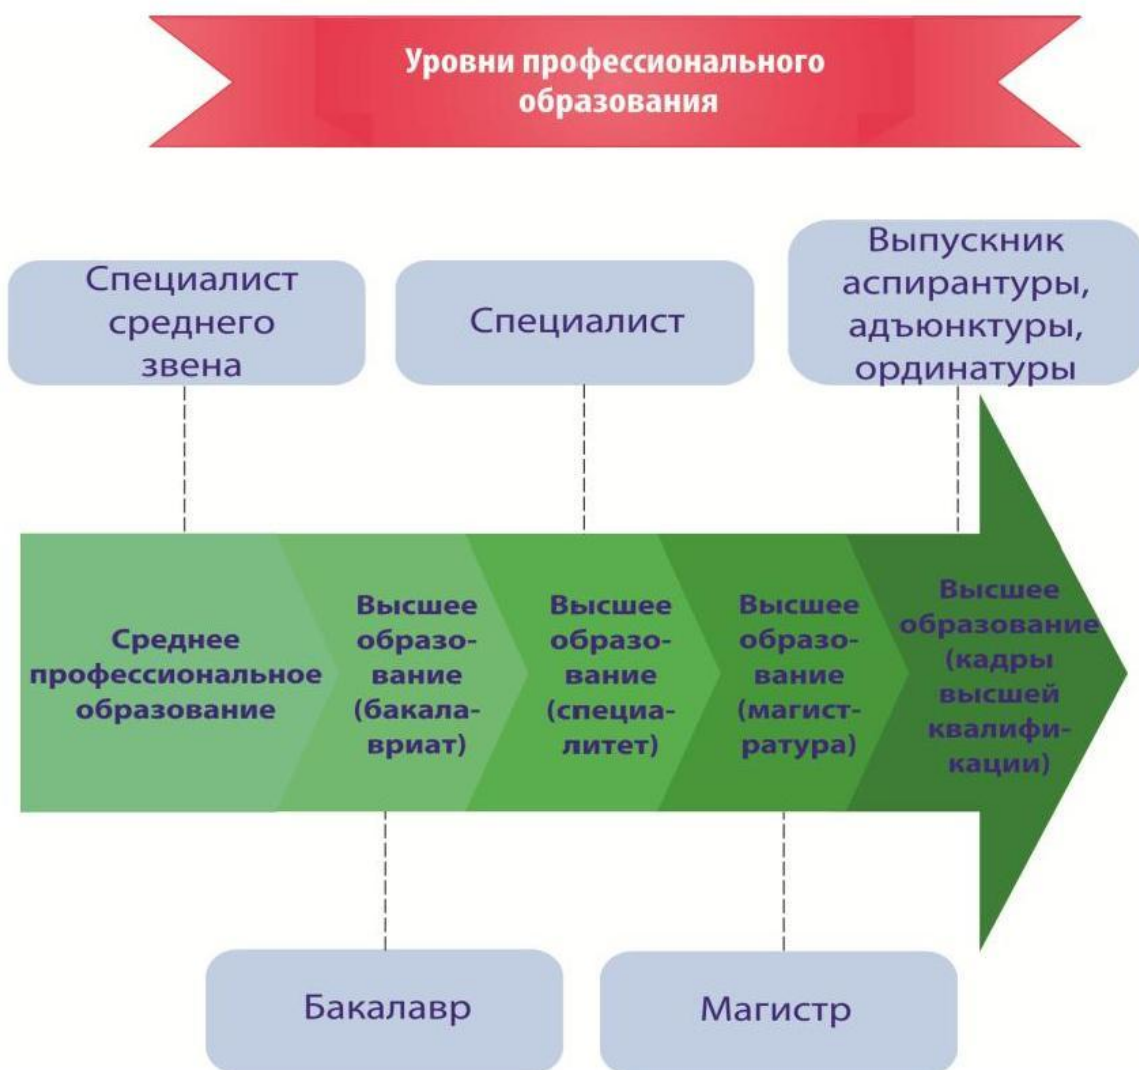 Уровни профессионального
образования
Специалист
среднего
звена
Специалист
Выпускник
аспирантуры,
адъюнктуры,
ординатуры
Среднее
профессиональное
образование
Высшее
образо-
вание
(бакала-
вриат)
Высшее
образо-
вание
(специа-
литет)
Высшее
образо-
вание
(магист-
ратура)
Высшее
образование
(кадры
высшей
квалифи-
кации)
Бакалавр
Магистр